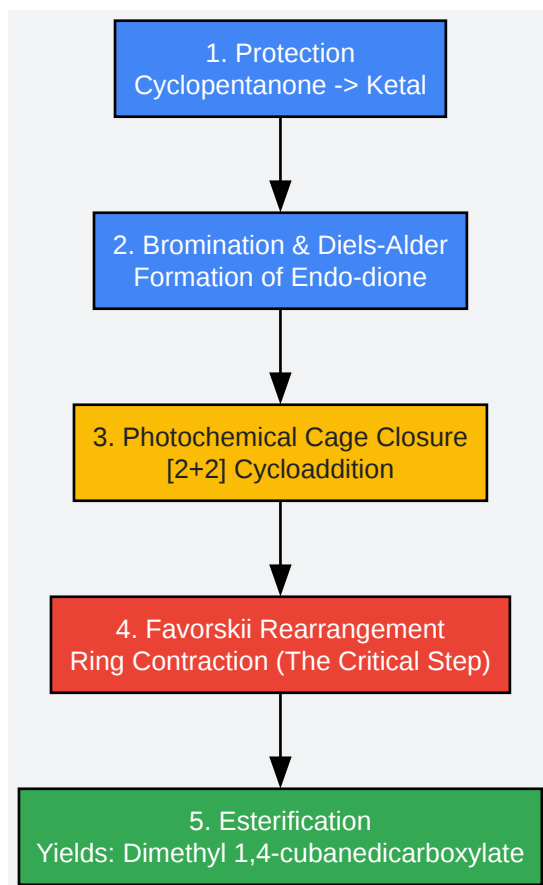 1. Protection
Cyclopentanone -> Ketal
2. Bromination & Diels-Alder
Formation of Endo-dione
3. Photochemical Cage Closure
[2+2] Cycloaddition
4. Favorskii Rearrangement
Ring Contraction (The Critical Step)
5. Esterification
Yields: Dimethyl 1,4-cubanedicarboxylate